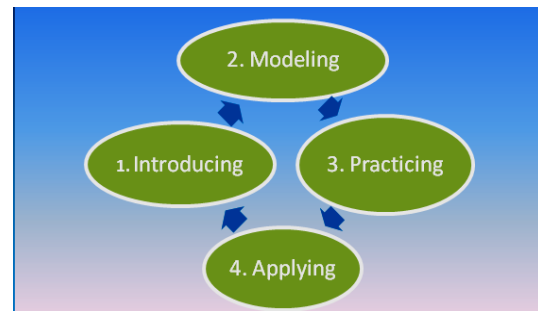 2. Modeling
1. Introducing
3. Practicing
4. Applying